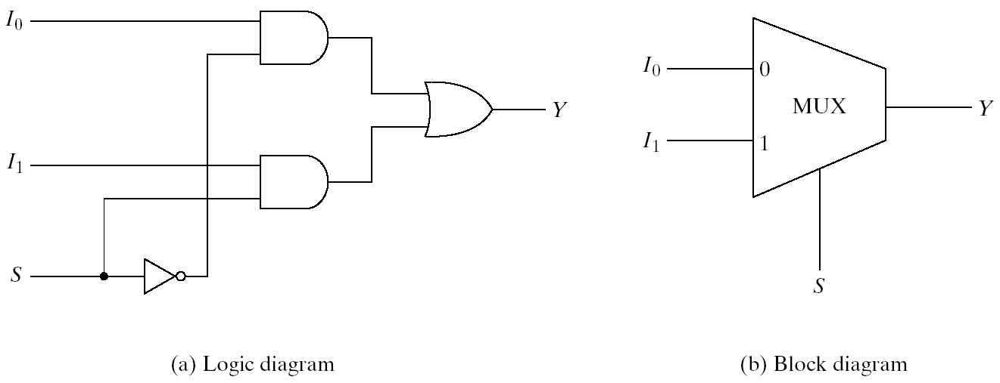 I₀
I₁
S
Y
(a) Logic diagram
I₀
0
MUX
I₁
1
Y
S
(b) Block diagram